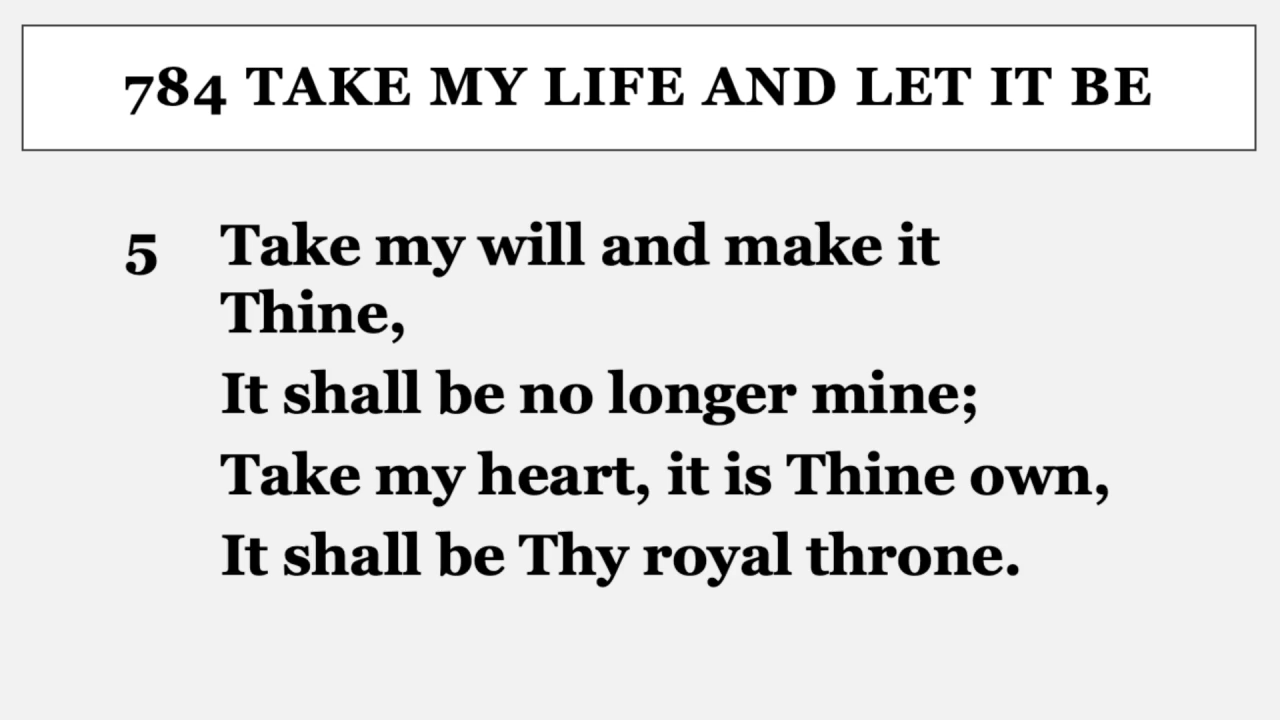 784 TAKE MY LIFE AND LET IT BE
5 Take my will and make it
Thine,
It shall be no longer mine;
Take my heart, it is Thine own,
It shall be Thy royal throne.